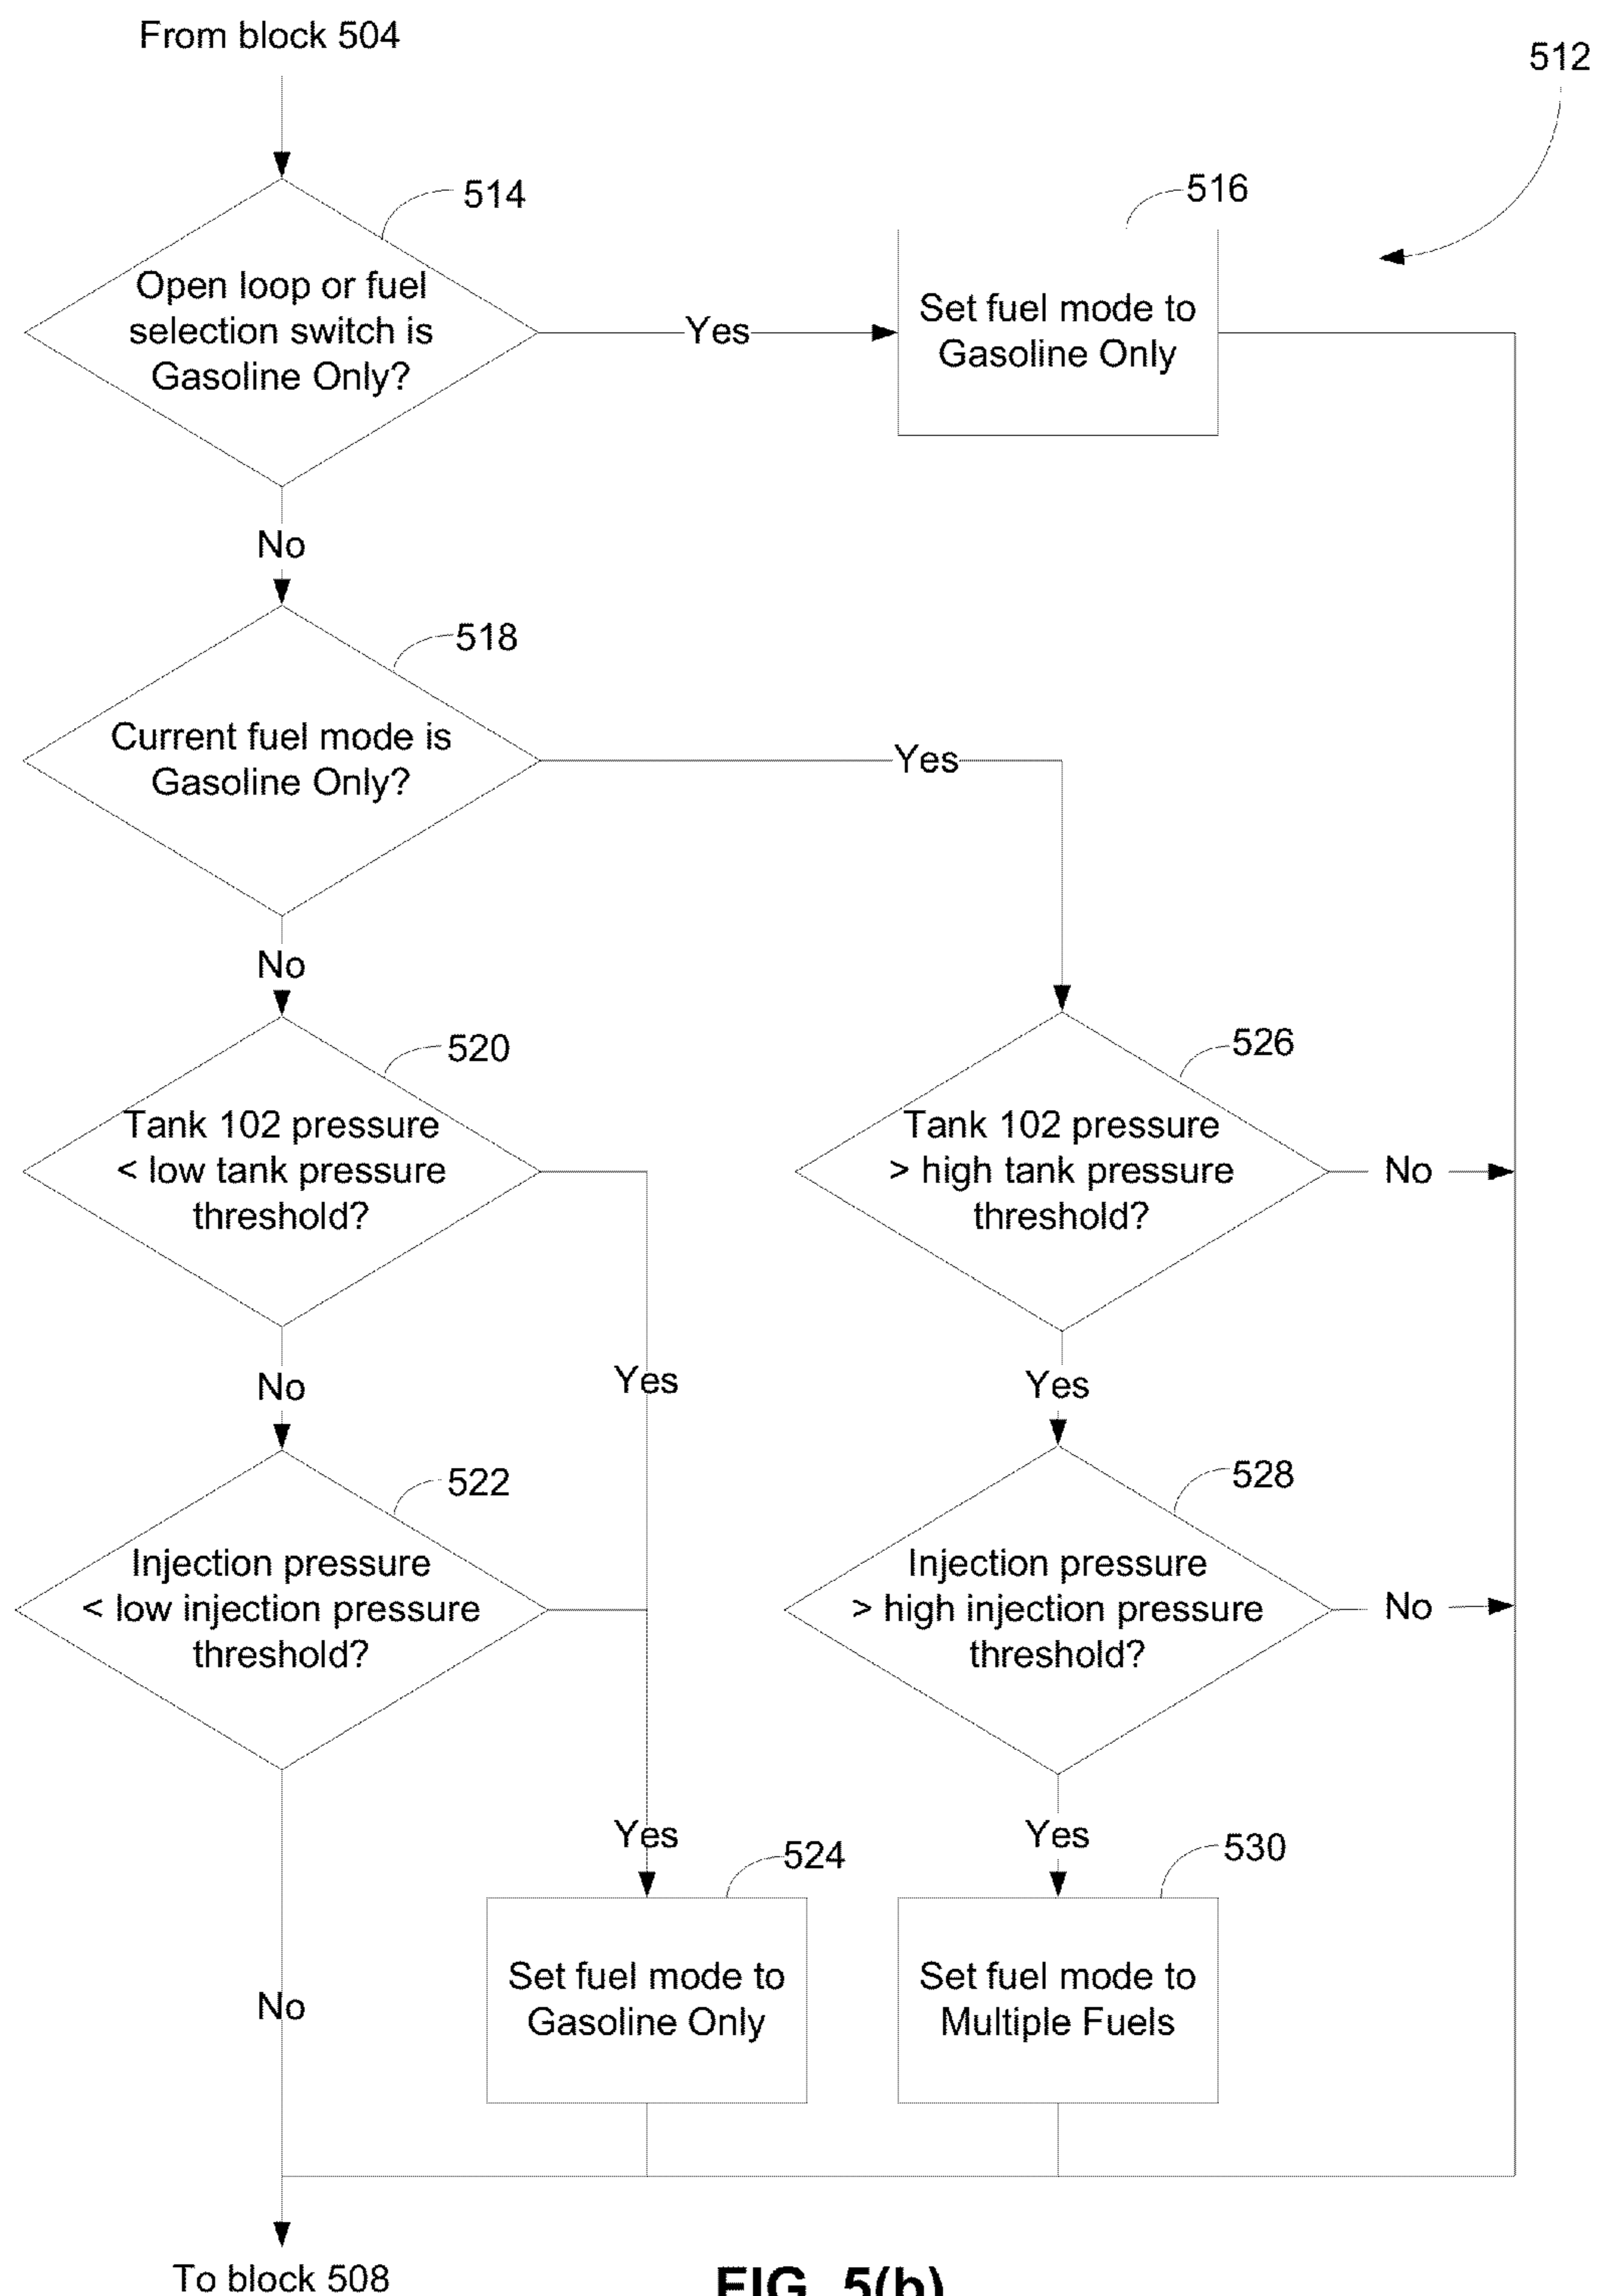 From block 504
512
514
516
Open loop or fuel
selection switch is
Gasoline Only?
Yes
Set fuel mode to
Gasoline Only
No
518
Current fuel mode is
Gasoline Only?
Yes
No
520
526
Tank 102 pressure
< low tank pressure
threshold?
Tank 102 pressure
> high tank pressure
threshold?
No
No
Yes
Yes
522
528
Injection pressure
< low injection pressure
threshold?
Injection pressure
> high injection pressure
threshold?
No
Yes
Yes
524
530
Set fuel mode to
Gasoline Only
Set fuel mode to
Multiple Fuels
No
To block 508
FIG. 5(b)